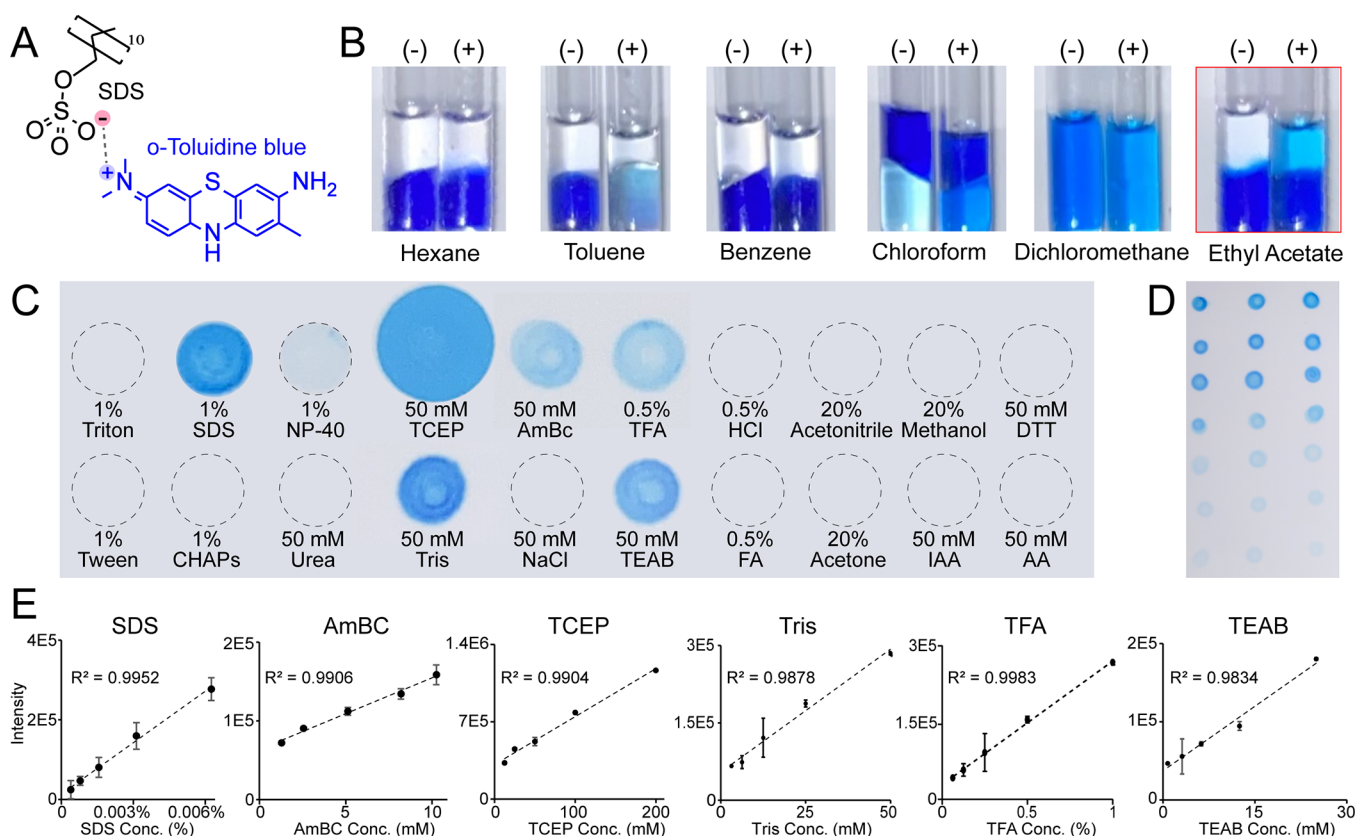 A
10
O
S
O
O
O
SDS
-
o-Toluidine blue
+
N
S
NH₂
N
H
B
(-) (+) (-) (+) (-) (+) (-) (+) (-) (+) (-) (+)
Hexane Toluene Benzene Chloroform Dichloromethane Ethyl Acetate
C
1% 1% 1% 50 mM 50 mM 0.5% 0.5% 20% 20% 50 mM
Triton SDS NP-40 TCEP AmBc TFA HCl Acetonitrile Methanol DTT
1% 1% 50 mM 50 mM 50 mM 50 mM 0.5% 20% 50 mM 50 mM
Tween CHAPs Urea Tris NaCl TEAB FA Acetone IAA AA
D
E
SDS
4E5
R² = 0.9952
2E5
0
Intensity
0 0.003% 0.006%
SDS Conc. (%)
AmBC
2E5
R² = 0.9906
1E5
0
0 5 10
AmBC Conc. (mM)
TCEP
1.4E6
R² = 0.9904
7E5
0
0 100 200
TCEP Conc. (mM)
Tris
3E5
R² = 0.9878
1.5E5
0
0 25 50
Tris Conc. (mM)
TFA
3E5
R² = 0.9983
1.5E5
0
0 0.5 1
TFA Conc. (%)
TEAB
2E5
R² = 0.9834
1E5
0
0 15 30
TEAB Conc. (mM)